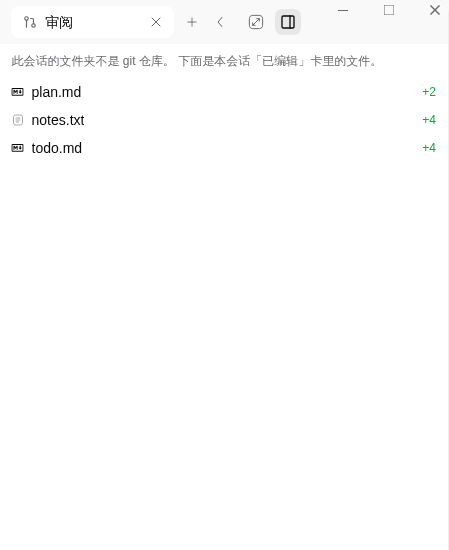 审阅
此会话的文件夹不是 git 仓库。 下面是本会话「已编辑」卡里的文件。
plan.md +2
notes.txt +4
todo.md +4